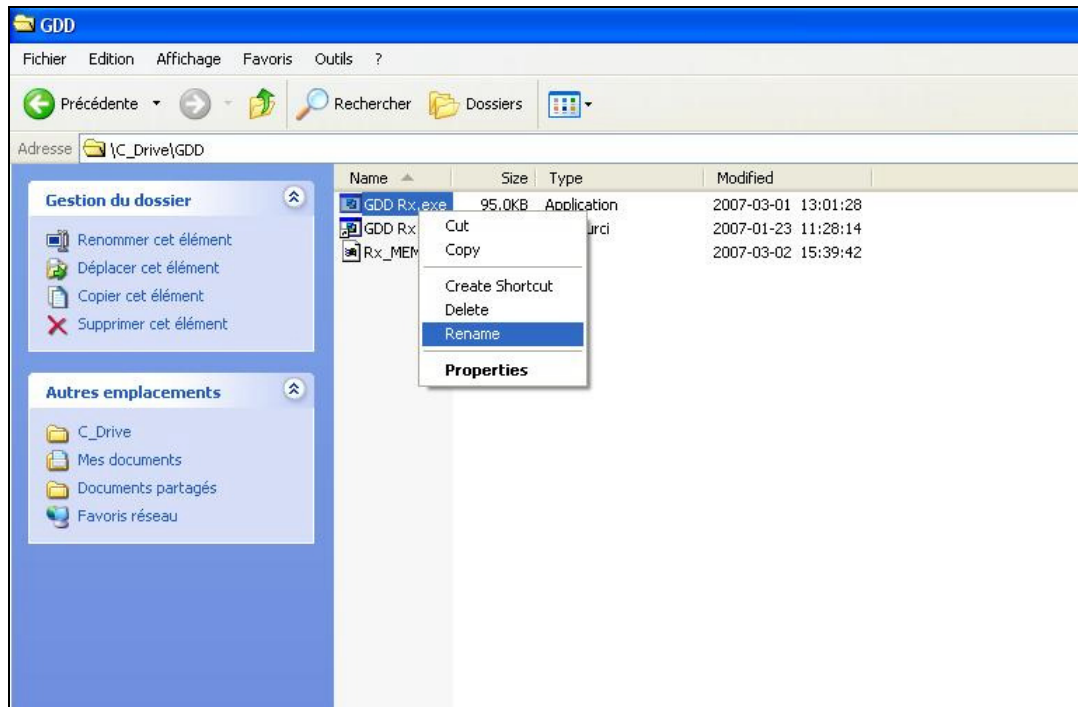 GDD
Fichier Edition Affichage Favoris Outils ?
Précédente Rechercher Dossiers
Adresse \C_Drive\GDD
Name Size Type Modified
Gestion du dossier
Renommer cet élément
Déplacer cet élément
Copier cet élément
Supprimer cet élément
Autres emplacements
C_Drive
Mes documents
Documents partagés
Favoris réseau
GDD Rx.exe 95.0KB Application 2007-03-01 13:01:28
GDD Rx 2007-01-23 11:28:14
2007-03-02 15:39:42
Cut
Copy
Create Shortcut
Delete
Rename
Properties